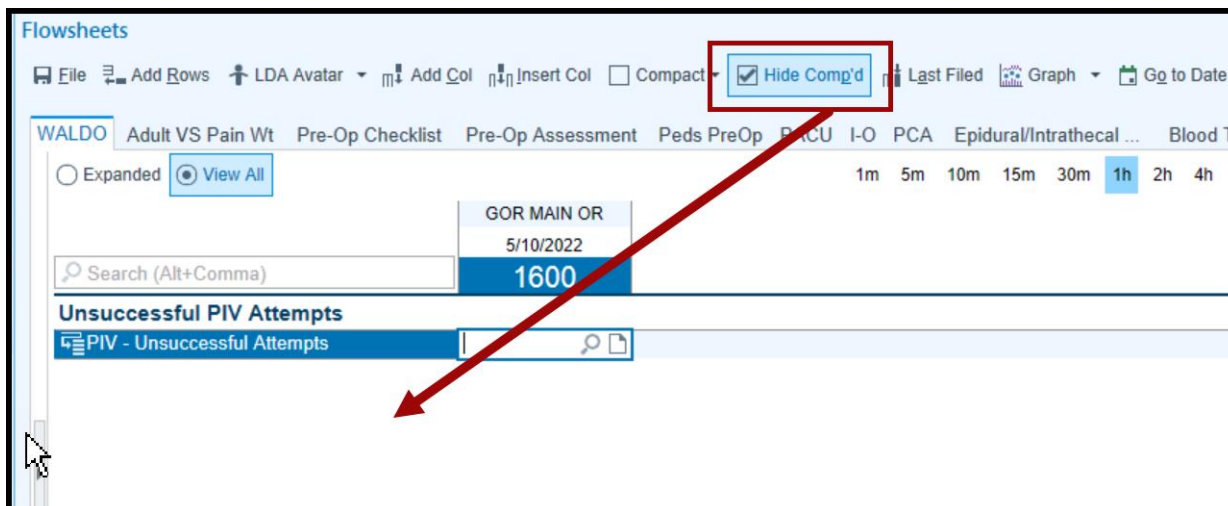 Flowsheets
File Add Rows LDA Avatar Add Col Insert Col Compact Hide Comp'd Last Filed Graph Go to Date
WALDO Adult VS Pain Wt Pre-Op Checklist Pre-Op Assessment Peds PreOp PACU I-O PCA Epidural/Intrathecal ... Blood
Expanded View All 1m 5m 10m 15m 30m 1h 2h 4h
GOR MAIN OR
5/10/2022
Search (Alt+Comma) 1600
Unsuccessful PIV Attempts
PIV - Unsuccessful Attempts